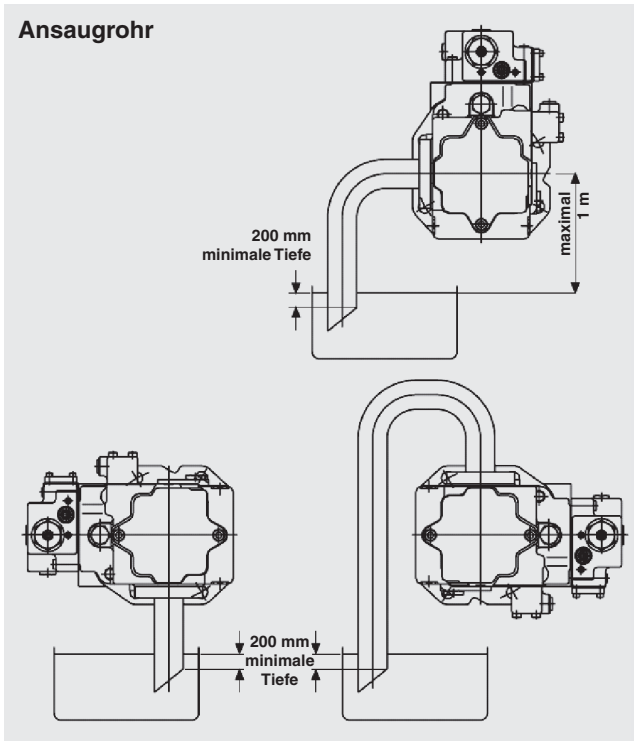 Ansaugrohr
200 mm
minimale Tiefe
maximal
1 m
200 mm
minimale
Tiefe